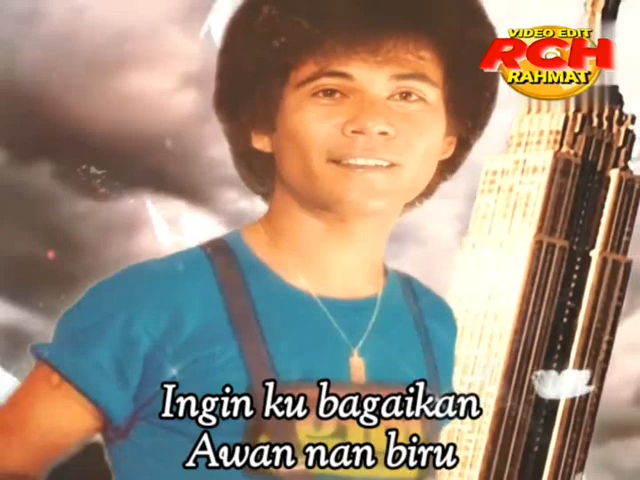 VIDEO EDIT
RCH
RAHMAT
Ingin ku bagaikan
Awan nan biru